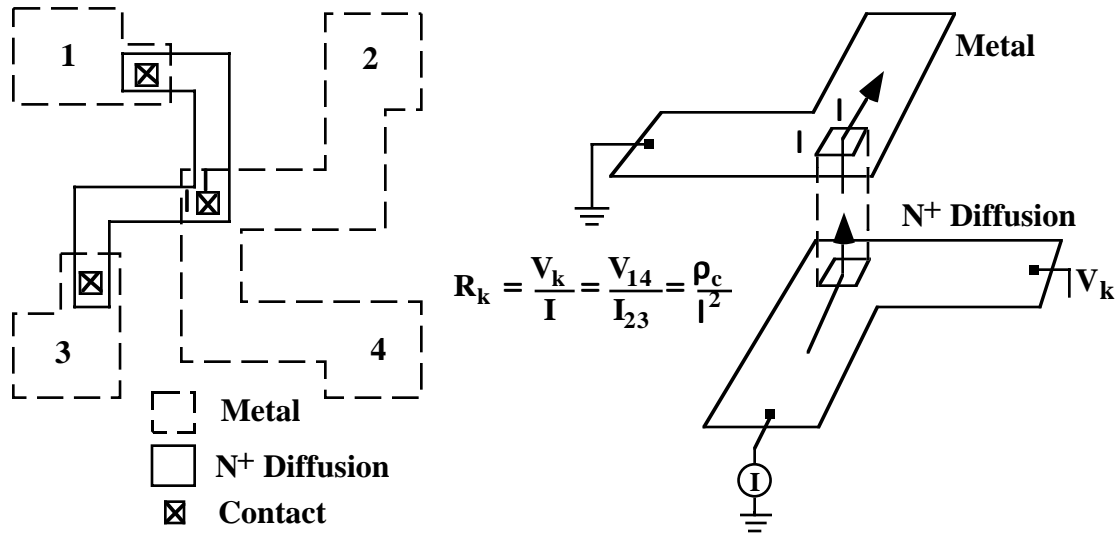 1
2
3
4
l
l
Metal
N+ Diffusion
Contact
Metal
l
l
N+ Diffusion
Vk
Rk = Vk/I = V14/I23 = ρc/l²
I